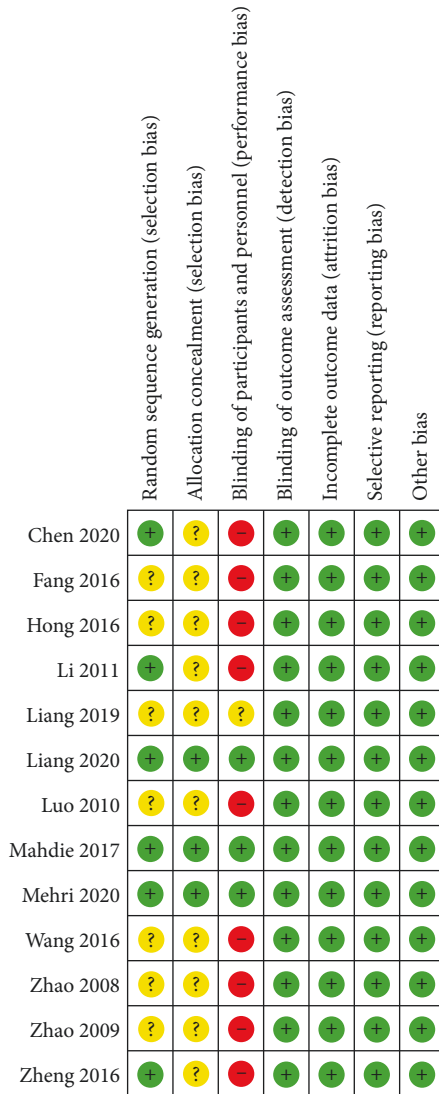 Random sequence generation (selection bias)
Allocation concealment (selection bias)
Blinding of participants and personnel (performance bias)
Blinding of outcome assessment (detection bias)
Incomplete outcome data (attrition bias)
Selective reporting (reporting bias)
Other bias
Chen 2020 + ? – + + + +
Fang 2016 ? ? – + + + +
Hong 2016 ? ? – + + + +
Li 2011 + ? – + + + +
Liang 2019 ? ? ? + + + +
Liang 2020 + + + + + + +
Luo 2010 ? ? – + + + +
Mahdie 2017 + + + + + + +
Mehri 2020 + + + + + + +
Wang 2016 ? ? – + + + +
Zhao 2008 ? ? – + + + +
Zhao 2009 ? ? – + + + +
Zheng 2016 + ? – + + + +